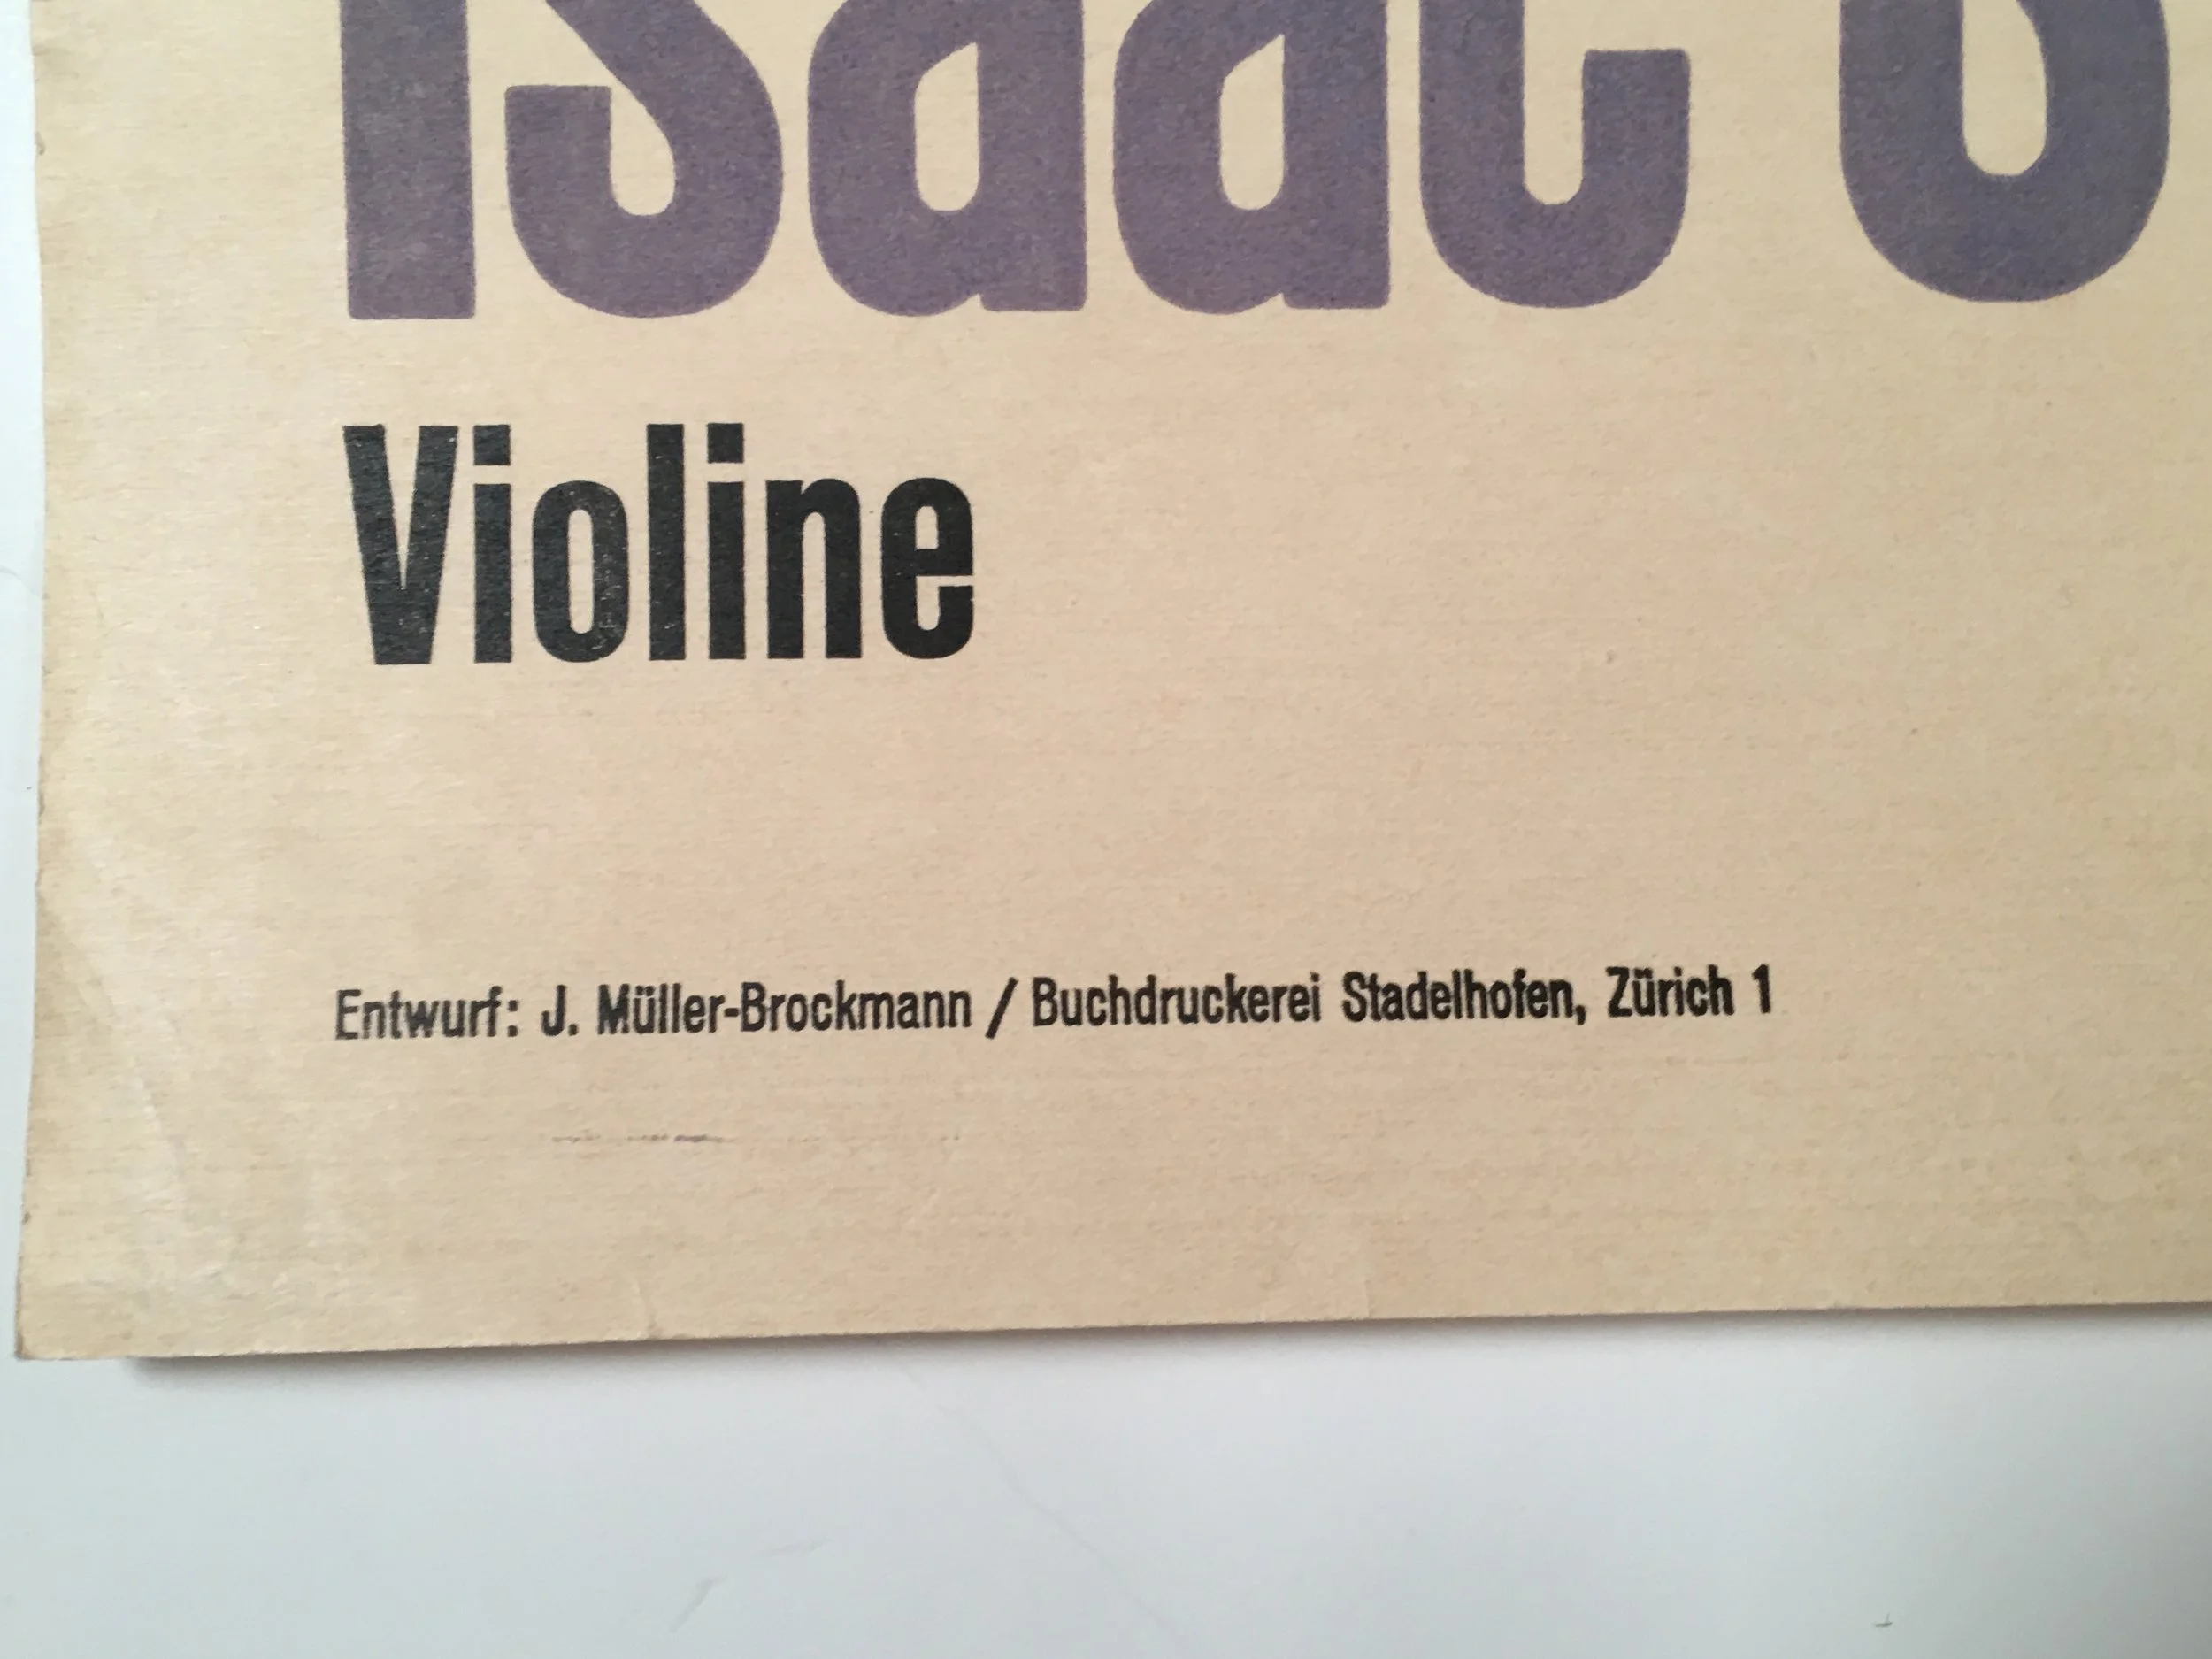 Isaac S
Violine
Entwurf: J. Müller-Brockmann / Buchdruckerei Stadelhofen, Zürich 1